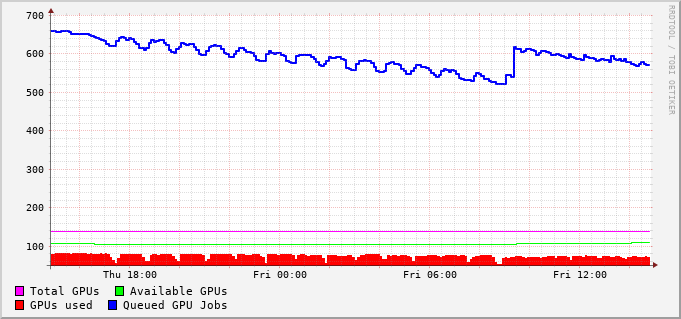 700
600
500
400
300
200
100
Thu 18:00 Fri 00:00 Fri 06:00 Fri 12:00
Total GPUs Available GPUs
GPUs used Queued GPU Jobs
RRDTOOL / TOBI OETIKER